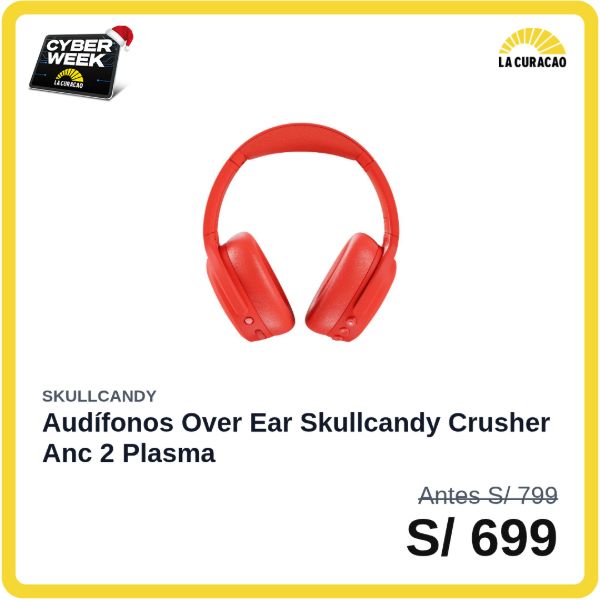 CYBER
WEEK
LA CURACAO
LA CURACAO
SKULLCANDY
Audífonos Over Ear Skullcandy Crusher
Anc 2 Plasma
Antes S/ 799
S/ 699